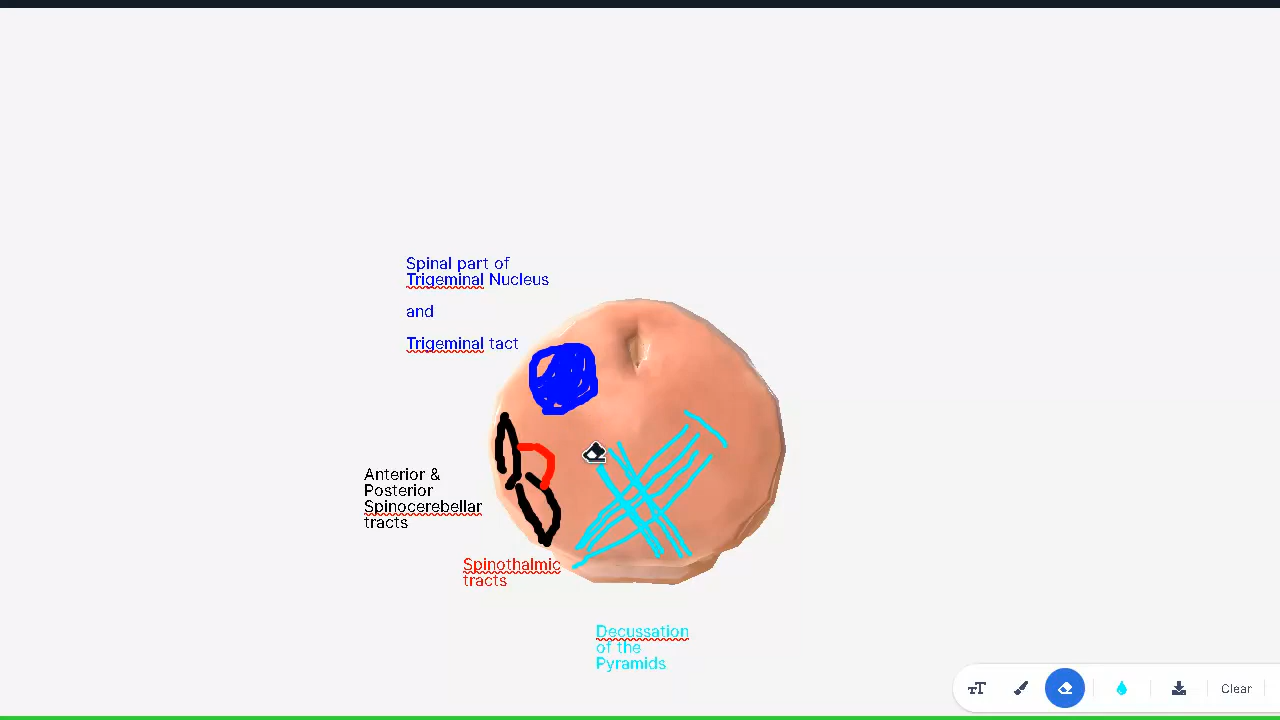 Spinal part of
Trigeminal Nucleus
and
Trigeminal tact
Anterior &
Posterior
Spinocerebellar
tracts
Spinothalmic
tracts
Decussation
of the
Pyramids
TT
Clear